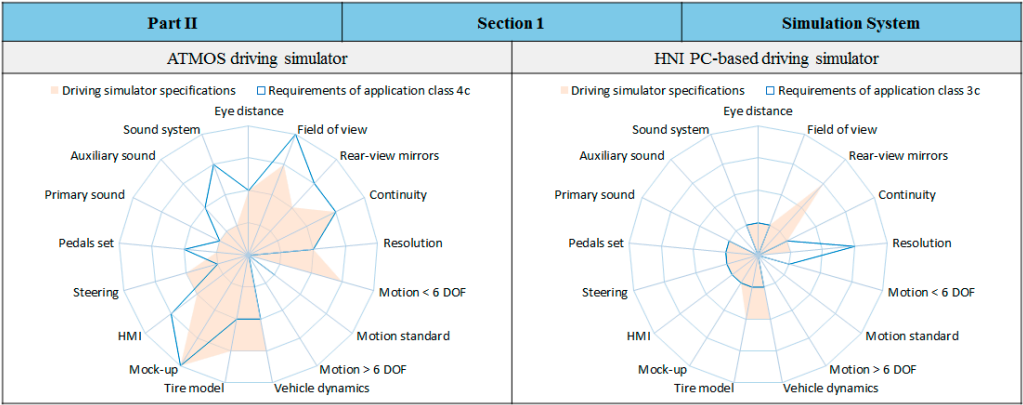 Part II
Section 1
Simulation System
ATMOS driving simulator
HNI PC-based driving simulator
Driving simulator specifications
Requirements of application class 4c
Eye distance
Field of view
Rear-view mirrors
Continuity
Resolution
Motion < 6 DOF
Motion standard
Motion > 6 DOF
Vehicle dynamics
Tire model
Mock-up
HMI
Steering
Pedals set
Primary sound
Auxiliary sound
Sound system
Driving simulator specifications
Requirements of application class 3c
Eye distance
Field of view
Rear-view mirrors
Continuity
Resolution
Motion < 6 DOF
Motion standard
Motion > 6 DOF
Vehicle dynamics
Tire model
Mock-up
HMI
Steering
Pedals set
Primary sound
Auxiliary sound
Sound system